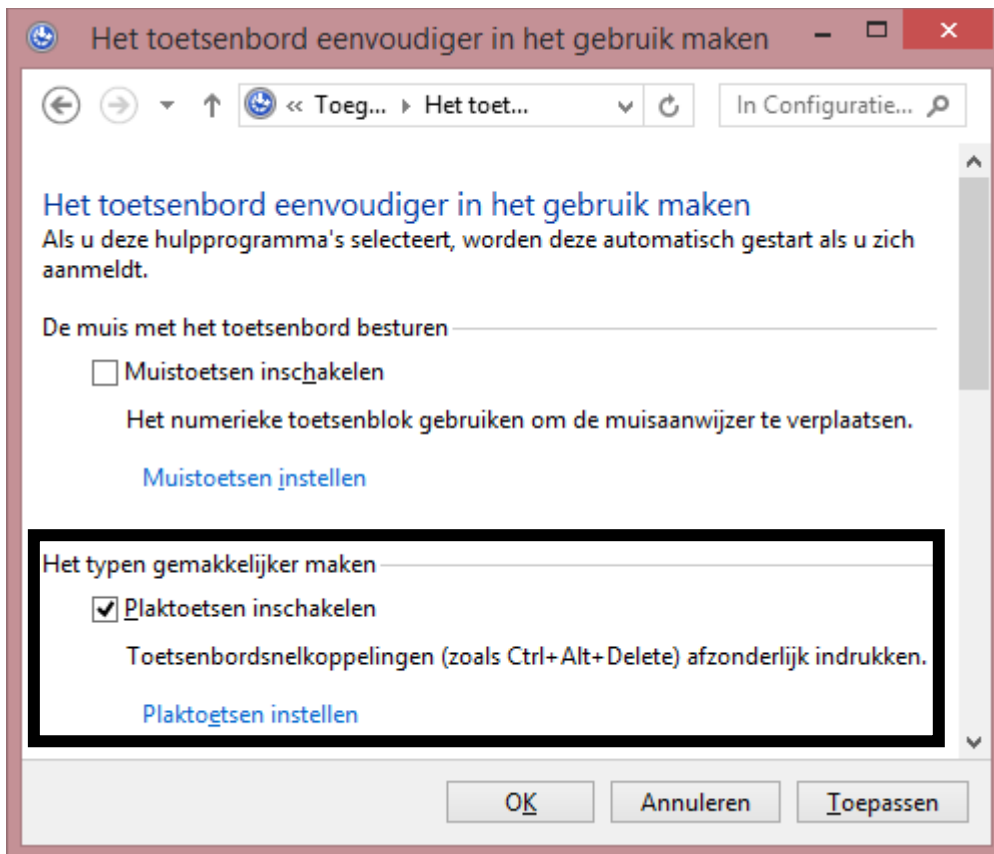 Het toetsenbord eenvoudiger in het gebruik maken
« Toeg... Het toet... In Configuratie...
Het toetsenbord eenvoudiger in het gebruik maken
Als u deze hulpprogramma's selecteert, worden deze automatisch gestart als u zich
aanmeldt.
De muis met het toetsenbord besturen
Muistoetsen inschakelen
Het numerieke toetsenblok gebruiken om de muisaanwijzer te verplaatsen.
Muistoetsen instellen
Het typen gemakkelijker maken
Plaktoetsen inschakelen
Toetsenbordsnelkoppelingen (zoals Ctrl+Alt+Delete) afzonderlijk indrukken.
Plaktoetsen instellen
OK Annuleren Toepassen